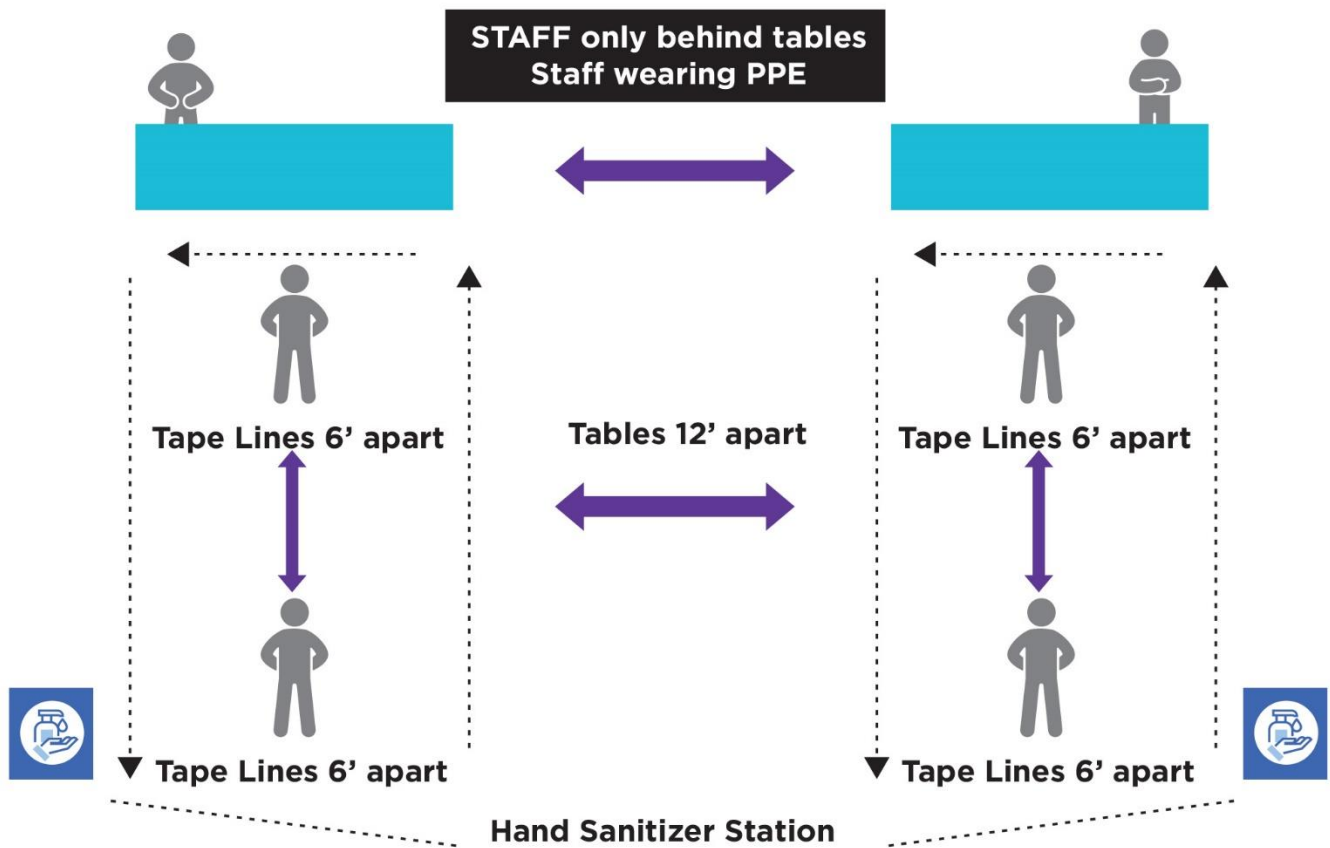 STAFF only behind tables
Staff wearing PPE
Tape Lines 6’ apart
Tables 12’ apart
Tape Lines 6’ apart
Tape Lines 6’ apart
Tape Lines 6’ apart
Hand Sanitizer Station